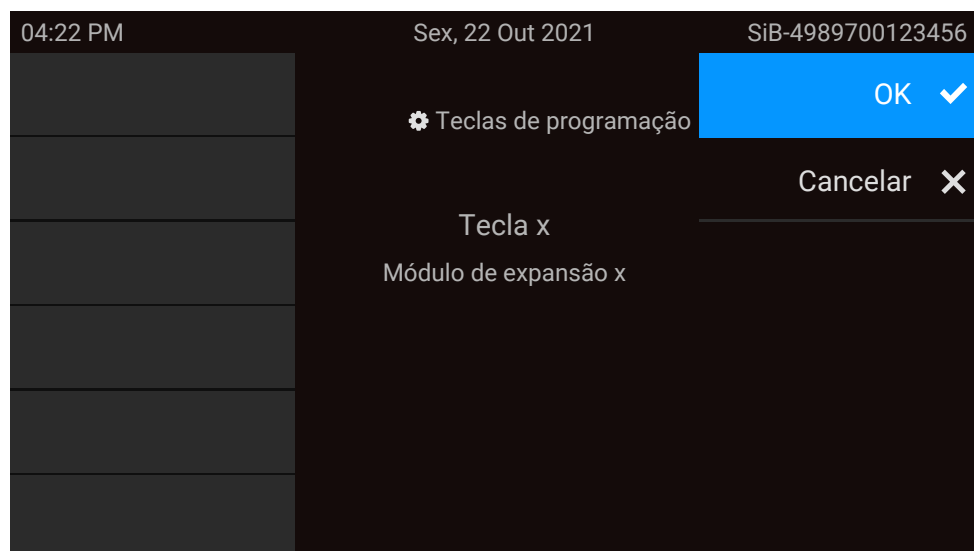 04:22 PM Sex, 22 Out 2021 SiB-4989700123456
OK
Teclas de programação
Cancelar
Tecla x
Módulo de expansão x